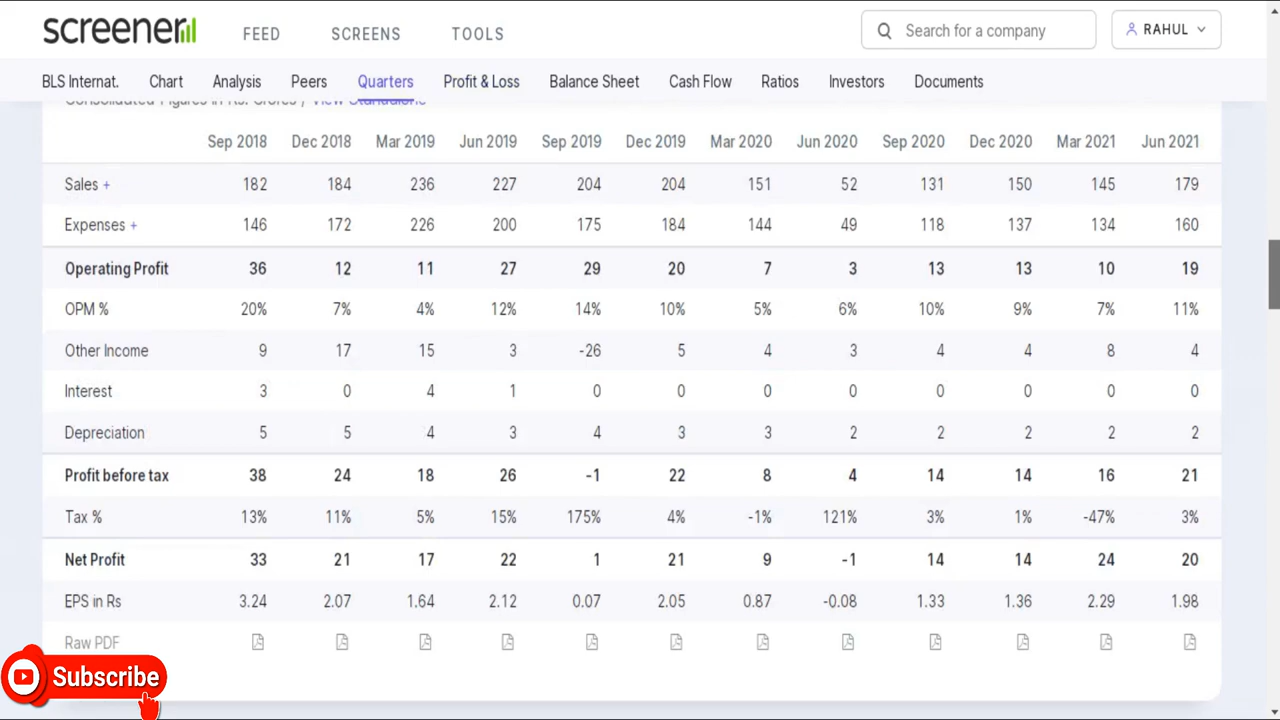 screener
FEED SCREENS TOOLS
Search for a company
RAHUL
BLS Internat. Chart Analysis Peers Quarters Profit & Loss Balance Sheet Cash Flow Ratios Investors Documents
Consolidated Figures in Rs. Crores / View Standalone
Sep 2018 Dec 2018 Mar 2019 Jun 2019 Sep 2019 Dec 2019 Mar 2020 Jun 2020 Sep 2020 Dec 2020 Mar 2021 Jun 2021
Sales + 182 184 236 227 204 204 151 52 131 150 145 179
Expenses + 146 172 226 200 175 184 144 49 118 137 134 160
Operating Profit 36 12 11 27 29 20 7 3 13 13 10 19
OPM % 20% 7% 4% 12% 14% 10% 5% 6% 10% 9% 7% 11%
Other Income 9 17 15 3 -26 5 4 3 4 4 8 4
Interest 3 0 4 1 0 0 0 0 0 0 0 0
Depreciation 5 5 4 3 4 3 3 2 2 2 2 2
Profit before tax 38 24 18 26 -1 22 8 4 14 14 16 21
Tax % 13% 11% 5% 15% 175% 4% -1% 121% 3% 1% -47% 3%
Net Profit 33 21 17 22 1 21 9 -1 14 14 24 20
EPS in Rs 3.24 2.07 1.64 2.12 0.07 2.05 0.87 -0.08 1.33 1.36 2.29 1.98
Raw PDF
Subscribe